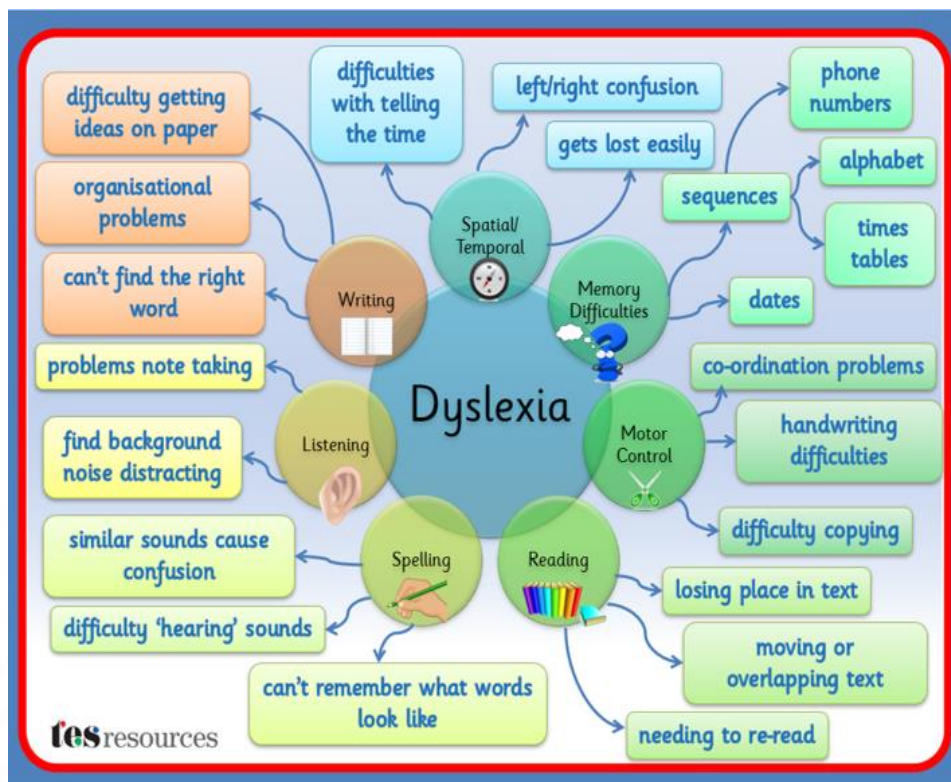 Dyslexia
Spatial/
Temporal
difficulties
with telling
the time
left/right confusion
gets lost easily
Memory
Difficulties
sequences
phone
numbers
alphabet
times
tables
dates
Motor
Control
co-ordination problems
handwriting
difficulties
difficulty copying
Reading
losing place in text
moving or
overlapping text
needing to re-read
Spelling
similar sounds cause
confusion
difficulty ‘hearing’ sounds
can't remember what words
look like
Listening
problems note taking
find background
noise distracting
Writing
difficulty getting
ideas on paper
organisational
problems
can't find the right
word
tes resources